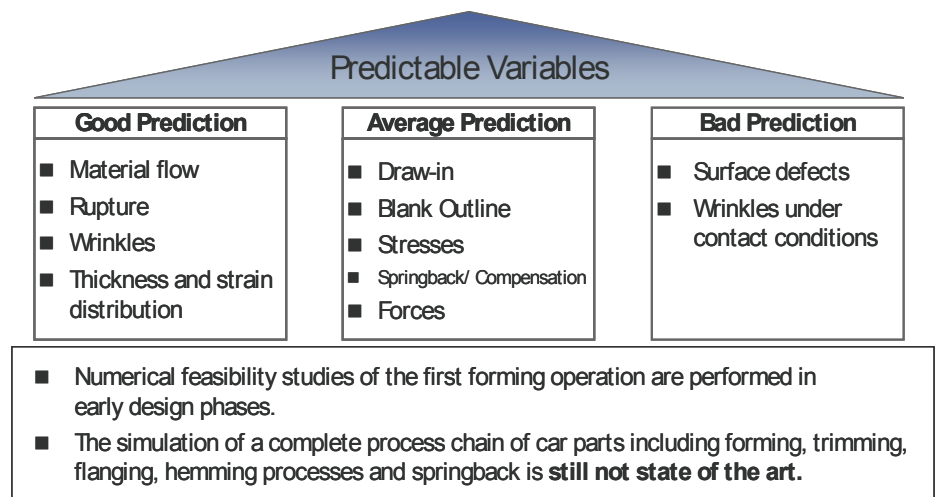 Predictable Variables
Good Prediction
■ Material flow
■ Rupture
■ Wrinkles
■ Thickness and strain
distribution
Average Prediction
■ Draw-in
■ Blank Outline
■ Stresses
■ Springback/ Compensation
■ Forces
Bad Prediction
■ Surface defects
■ Wrinkles under
contact conditions
■ Numerical feasibility studies of the first forming operation are performed in
early design phases.
■ The simulation of a complete process chain of car parts including forming, trimming,
flanging, hemming processes and springback is still not state of the art.